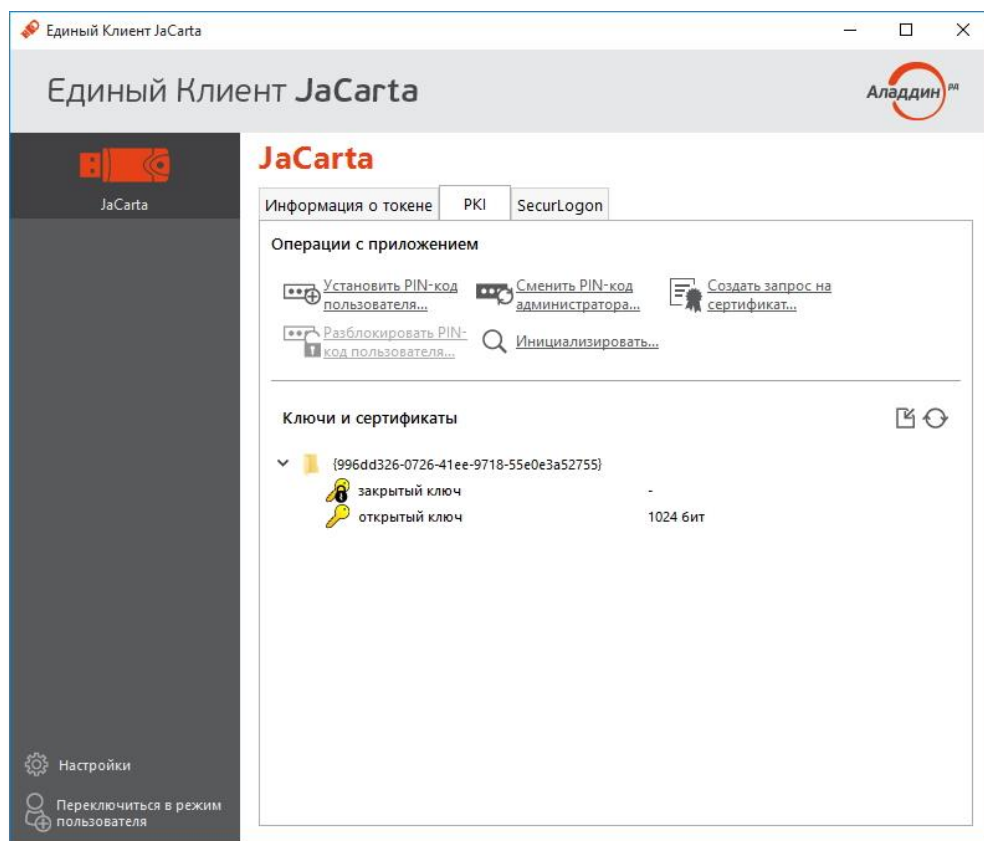 Единый Клиент JaCarta
Единый Клиент JaCarta
Аладдин РД
JaCarta
JaCarta
Информация о токене PKI SecurLogon
Операции с приложением
Установить PIN-код
пользователя...
Сменить PIN-код
администратора...
Создать запрос на
сертификат...
Разблокировать PIN-
код пользователя...
Инициализировать...
Ключи и сертификаты
{996dd326-0726-41ee-9718-55e0e3a52755}
закрытый ключ -
открытый ключ 1024 бит
Настройки
Переключиться в режим
пользователя